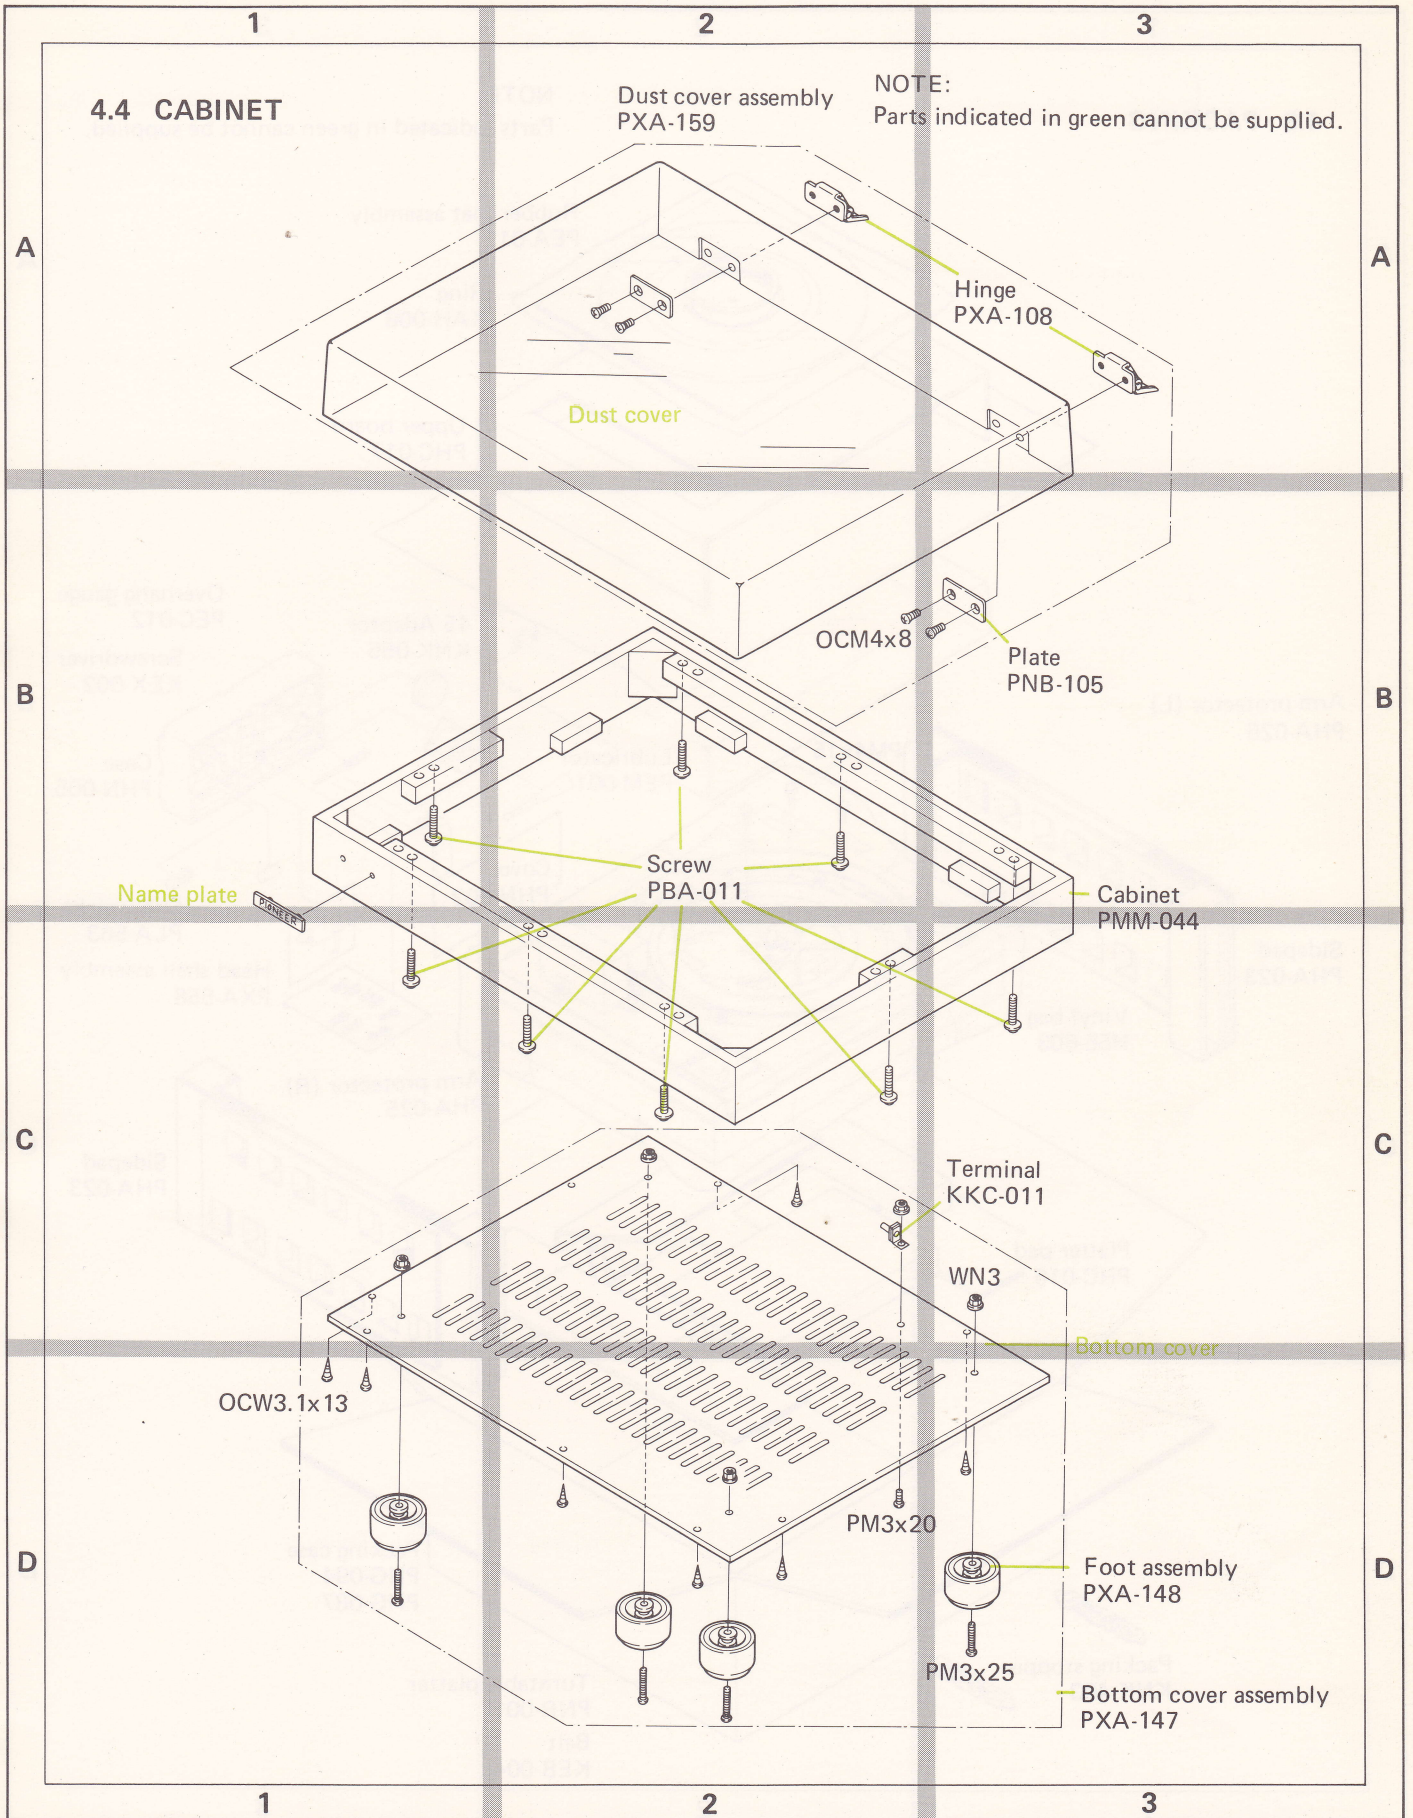 1
2
3
4.4 CABINET
Dust cover assembly
PXA-159
NOTE:
Parts indicated in green cannot be supplied.
A
A
Hinge
PXA-108
Dust cover
OCM4x8
Plate
PNB-105
B
B
Screw
PBA-011
Name plate
PIONEER
Cabinet
PMM-044
C
C
Terminal
KKC-011
WN3
Bottom cover
OCW3.1x13
PM3x20
D
D
Foot assembly
PXA-148
PM3x25
Bottom cover assembly
PXA-147
1
2
3